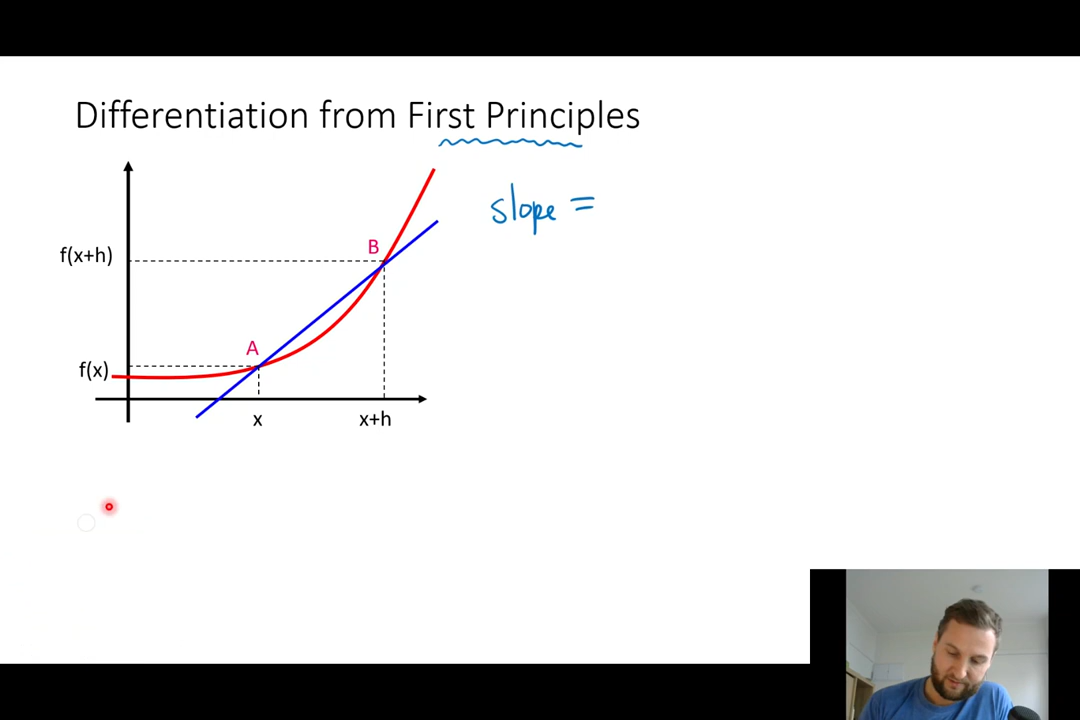 Differentiation from First Principles
slope =
f(x+h)
B
A
f(x)
x
x+h